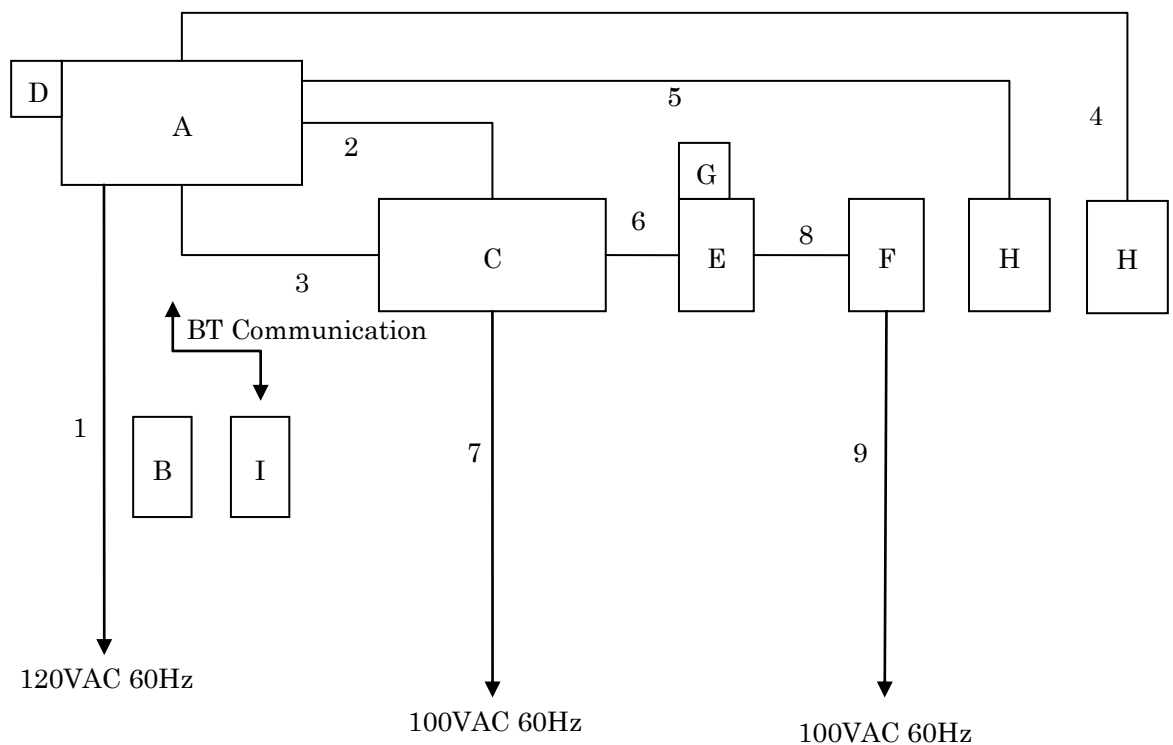 D
A
5
4
2
G
6
8
C
E
F
H
H
3
BT Communication
1
7
9
B
I
120VAC 60Hz
100VAC 60Hz
100VAC 60Hz